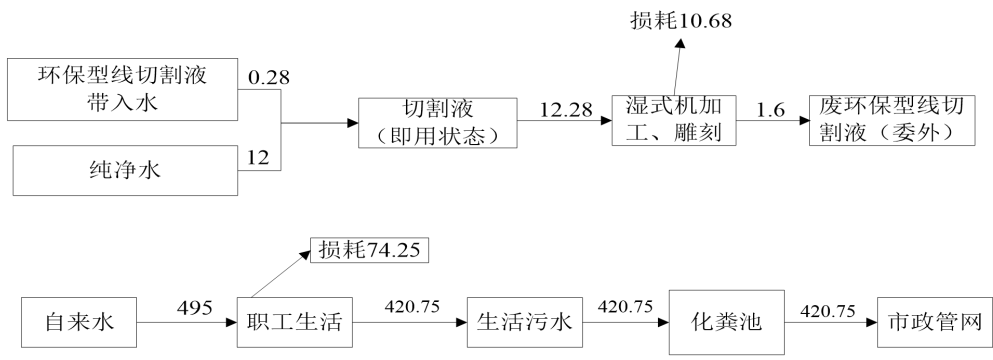 损耗10.68
环保型线切割液
带入水
0.28
切割液
（即用状态）
12.28
湿式机加
工、雕刻
1.6
废环保型线切
割液（委外）
纯净水
12
损耗74.25
自来水
495
职工生活
420.75
生活污水
420.75
化粪池
420.75
市政管网